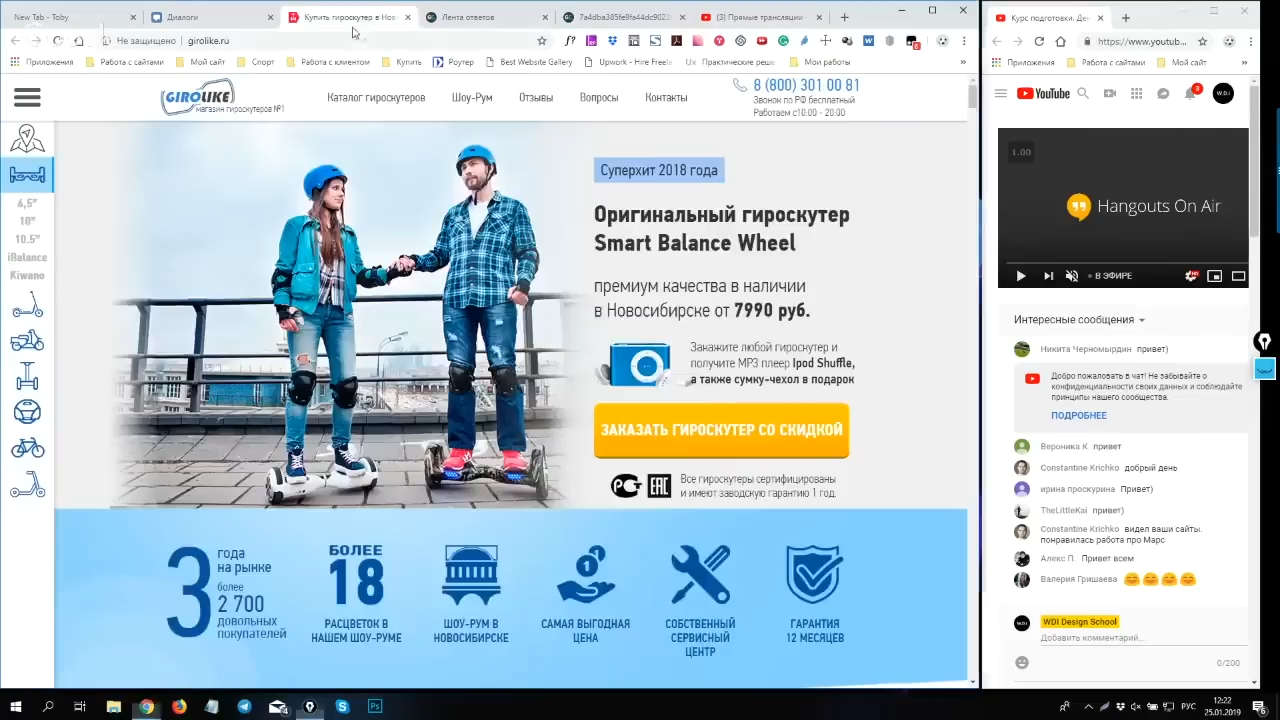 New Tab - Toby
Диалоги
Купить гироскутер в Нов
Лента ответов
7a4dba385fe9fa44dc902
(3) Прямые трансляции
Не защищено
girolike.ru
Приложения
Работа с сайтами
Мой сайт
Спорт
Работа с клиентом
Купить
Роутер
Best Website Gallery
Upwork - Hire Freela
Практические реше
Мои работы
GIROLIKE
магазин гироскутеров №1
Каталог гироскутеров
Шоу-Рум
Отзывы
Вопросы
Контакты
8 (800) 301 00 81
Звонок по РФ бесплатный
Работаем с10:00 - 20:00
6,5"
10"
10.5"
iBalance
Kiwano
Суперхит 2018 года
Оригинальный гироскутер
Smart Balance Wheel
премиум качества в наличии
в Новосибирске от 7990 руб.
Закажите любой гироскутер и
получите MP3 плеер Ipod Shuffle,
а также сумку-чехол в подарок
ЗАКАЗАТЬ ГИРОСКУТЕР СО СКИДКОЙ
EAC
Все гироскутеры сертифицированы
и имеют заводскую гарантию 1 год.
3
года
на рынке
более
2 700
довольных
покупателей
БОЛЕЕ
18
РАСЦВЕТОК В
НАШЕМ ШОУ-РУМЕ
ШОУ-РУМ В
НОВОСИБИРСКЕ
САМАЯ ВЫГОДНАЯ
ЦЕНА
СОБСТВЕННЫЙ
СЕРВИСНЫЙ
ЦЕНТР
ГАРАНТИЯ
12 МЕСЯЦЕВ
Курс подготовки. Де
https://www.youtub
Приложения
Работа с сайтами
Мой сайт
YouTube
3
W.D.I
1.00
Hangouts On Air
В ЭФИРЕ
Интересные сообщения
Никита Черномырдин привет)
Добро пожаловать в чат! Не забывайте о
конфиденциальности своих данных и соблюдайте
принципы нашего сообщества.
ПОДРОБНЕЕ
Вероника К привет
Constantine Krichko добрый день
ирина проскурина Привет)
TheLittleKai привет)
Constantine Krichko видел ваши сайты.
понравилась работа про Марс
Алекс П. Привет всем
Валерия Гришаева
WDI Design School
Добавить комментарий...
0/200
РУС
12:22
25.01.2019